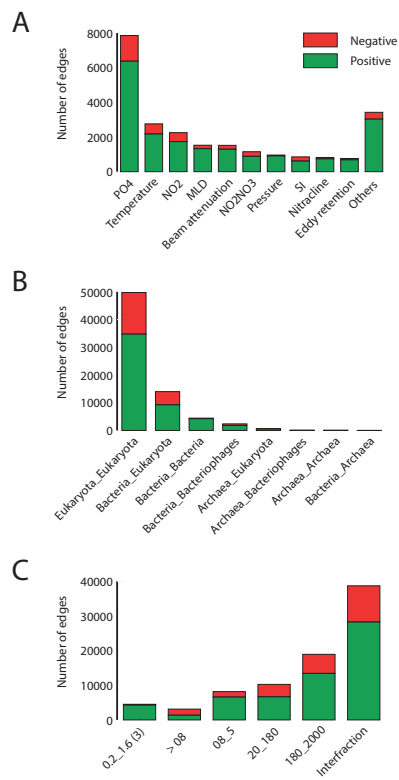 A
Number of edges
8000
6000
4000
2000
0
Negative
Positive
PO4
Temperature
NO2
MLD
Beam attenuation
NO2NO3
Pressure
SI
Nitracline
Eddy retention
Others
B
Number of edges
50000
40000
30000
20000
10000
0
Eukaryota_Eukaryota
Bacteria_Eukaryota
Bacteria_Bacteria
Bacteria_Bacteriophages
Archaea_Eukaryota
Archaea_Bacteriophages
Archaea_Archaea
Bacteria_Archaea
C
Number of edges
40000
30000
20000
10000
0
0.2_1.6 (3)
> 08
08_5
20_180
180_2000
Interfraction